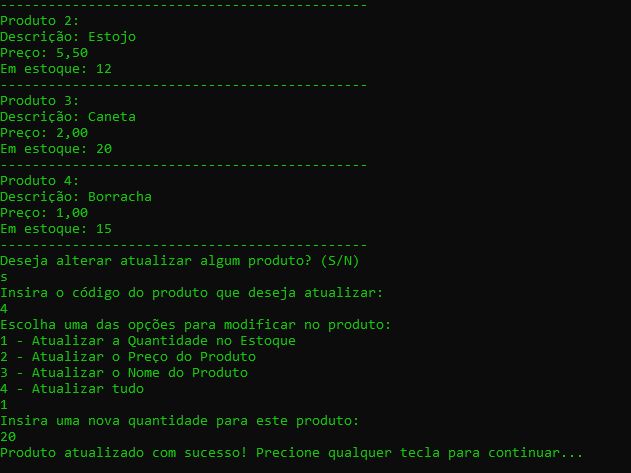 ----------------------------------------------
Produto 2:
Descrição: Estojo
Preço: 5,50
Em estoque: 12
----------------------------------------------
Produto 3:
Descrição: Caneta
Preço: 2,00
Em estoque: 20
----------------------------------------------
Produto 4:
Descrição: Borracha
Preço: 1,00
Em estoque: 15
----------------------------------------------
Deseja alterar atualizar algum produto? (S/N)
s
Insira o código do produto que deseja atualizar:
4
Escolha uma das opções para modificar no produto:
1 - Atualizar a Quantidade no Estoque
2 - Atualizar o Preço do Produto
3 - Atualizar o Nome do Produto
4 - Atualizar tudo
1
Insira uma nova quantidade para este produto:
20
Produto atualizado com sucesso! Precione qualquer tecla para continuar...